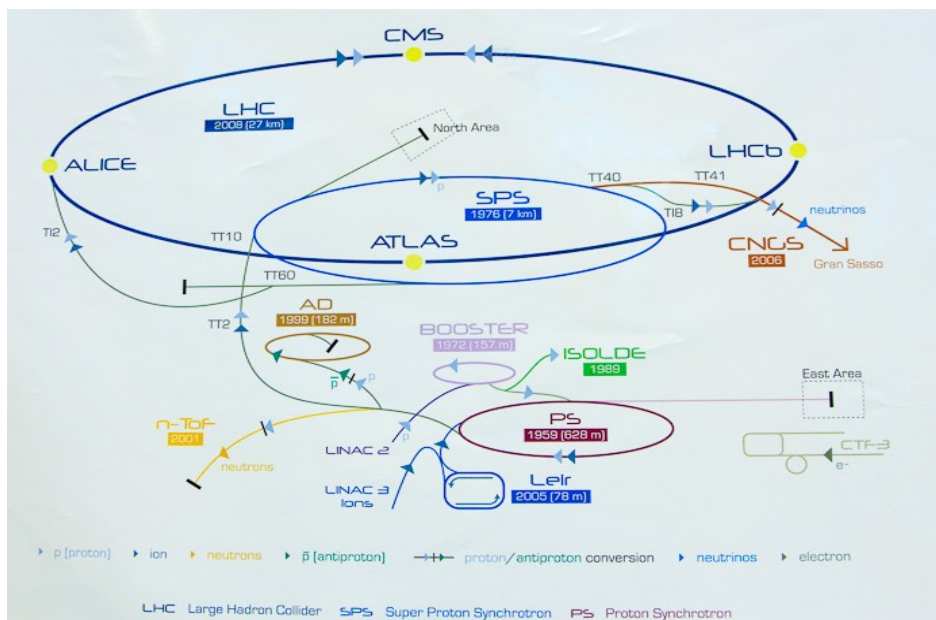 CMS
LHC
2008 (27 km)
North Area
ALICE
LHCb
TT40
TT41
SPS
1976 (7 km)
p
TI8
neutrinos
TI2
TT10
ATLAS
CNGS
2006
Gran Sasso
TT60
AD
1999 (182 m)
TT2
BOOSTER
1972 (157 m)
ISOLDE
1989
East Area
p̄
p
n-ToF
2001
PS
1959 (628 m)
p
LINAC 2
neutrons
CTF-3
e-
LINAC 3
Ions
LeIr
2005 (78 m)
p [proton]
ion
neutrons
p̄ [antiproton]
proton/antiproton conversion
neutrinos
electron
LHC Large Hadron Collider SPS Super Proton Synchrotron PS Proton Synchrotron